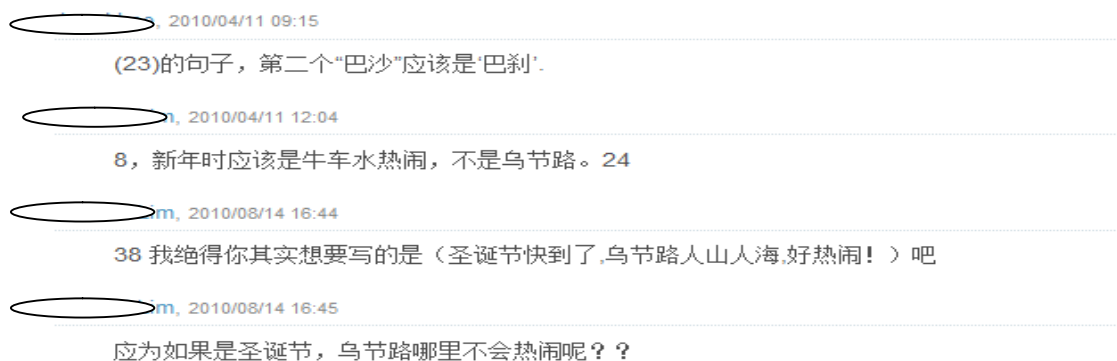 , 2010/04/11 09:15
(23)的句子，第二个“巴沙”应该是‘巴刹’.
m, 2010/04/11 12:04
8，新年时应该是牛车水热闹，不是乌节路。24
im, 2010/08/14 16:44
38 我绝得你其实想要写的是（圣诞节快到了,乌节路人山人海,好热闹！）吧
im, 2010/08/14 16:45
应为如果是圣诞节，乌节路哪里不会热闹呢？？